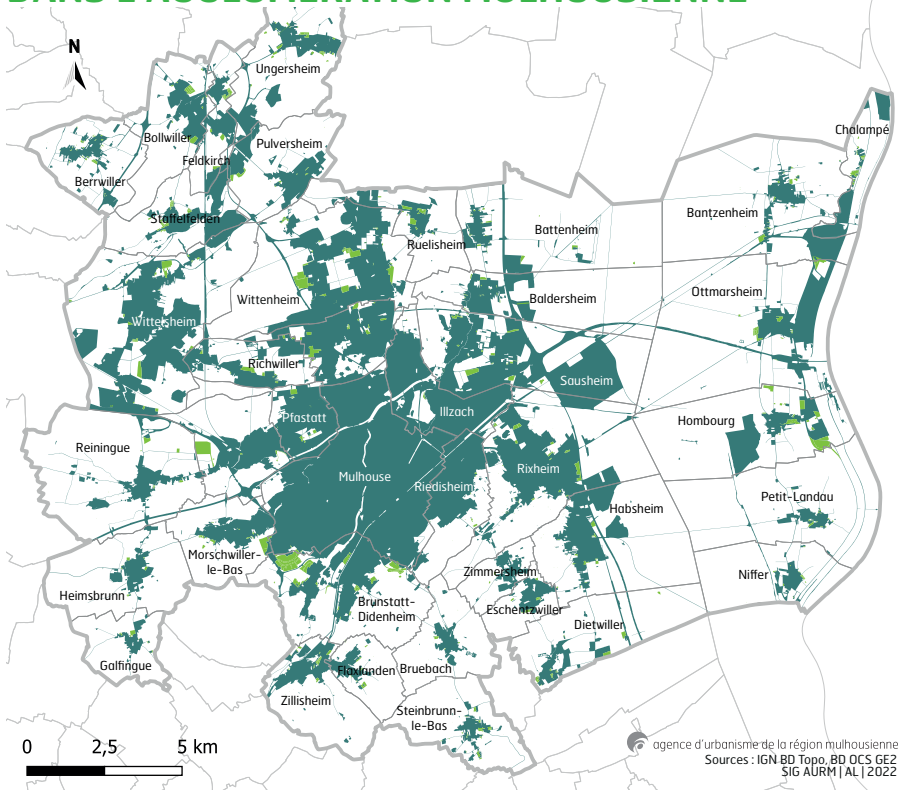 DANS L'AGGLOMÉRATION MULHOUSIENNE
N
Ungersheim
Chalampé
Bollwiller
Pulversheim
Feldkirch
Berrwiller
Bantzenheim
Staffelfelden
Battenheim
Ruelisheim
Ottmarsheim
Wittenheim
Baldersheim
Wittelsheim
Richwiller
Sausheim
Pfastatt
Illzach
Hombourg
Reiningue
Rixheim
Mulhouse
Riedisheim
Petit-Landau
Habsheim
Morschwiller-
le-Bas
Zimmersheim
Niffer
Heimsbrunn
Brunstatt-
Didenheim
Eschentzwiller
Dietwiller
Galfingue
Flaxlanden
Bruebach
Zillisheim
Steinbrunn-
le-Bas
0 2,5 5 km
agence d'urbanisme de la région mulhousienne
Sources : IGN BD Topo, BD OCS GE2
SIG AURM | AL | 2022